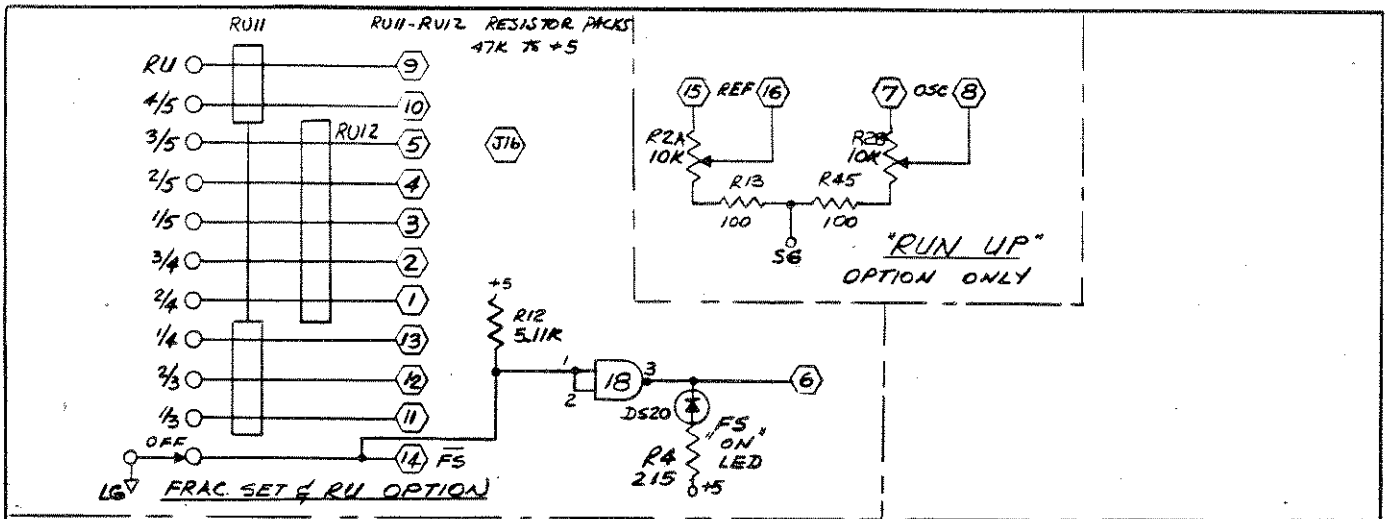 RU11
RU11-RU12 RESISTOR PACKS
47K TO +5
RU 9
4/5 10
3/5 RU12 5
2/5 4
1/5 3
3/4 2
2/4 1
1/4 13
2/3 12
1/3 11
OFF
14 FS
LG
FRAC. SET & RU OPTION
J16
+5
R12
5.11K
1
2
18
3
6
DS20
"FS
ON"
LED
R4
215
+5
15 REF 16
7 OSC 8
R2A
10K
R2B
10K
R13
100
R45
100
SG
"RUN UP"
OPTION ONLY